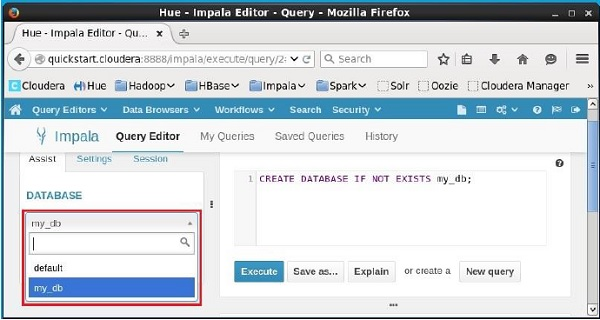 Hue - Impala Editor - Query - Mozilla Firefox
Hue - Impala Editor - Qu...
quickstart.cloudera:8888/impala/execute/query/2
Search
Cloudera Hue Hadoop HBase Impala Spark Solr Oozie Cloudera Manager
Query Editors Data Browsers Workflows Search Security
Impala Query Editor My Queries Saved Queries History
Assist Settings Session
DATABASE
my_db
default
my_db
1 CREATE DATABASE IF NOT EXISTS my_db;
Execute Save as... Explain or create a New query